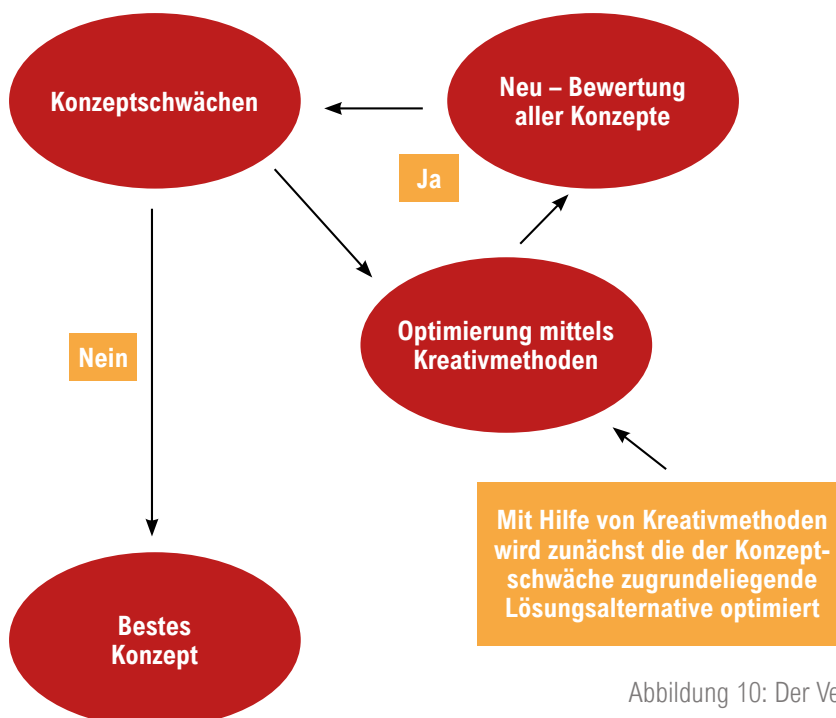 Konzeptschwächen
Neu – Bewertung
aller Konzepte
Ja
Optimierung mittels
Kreativmethoden
Nein
Mit Hilfe von Kreativmethoden
wird zunächst die der Konzept-
schwäche zugrundeliegende
Lösungsalternative optimiert
Bestes
Konzept
Abbildung 10: Der Ve